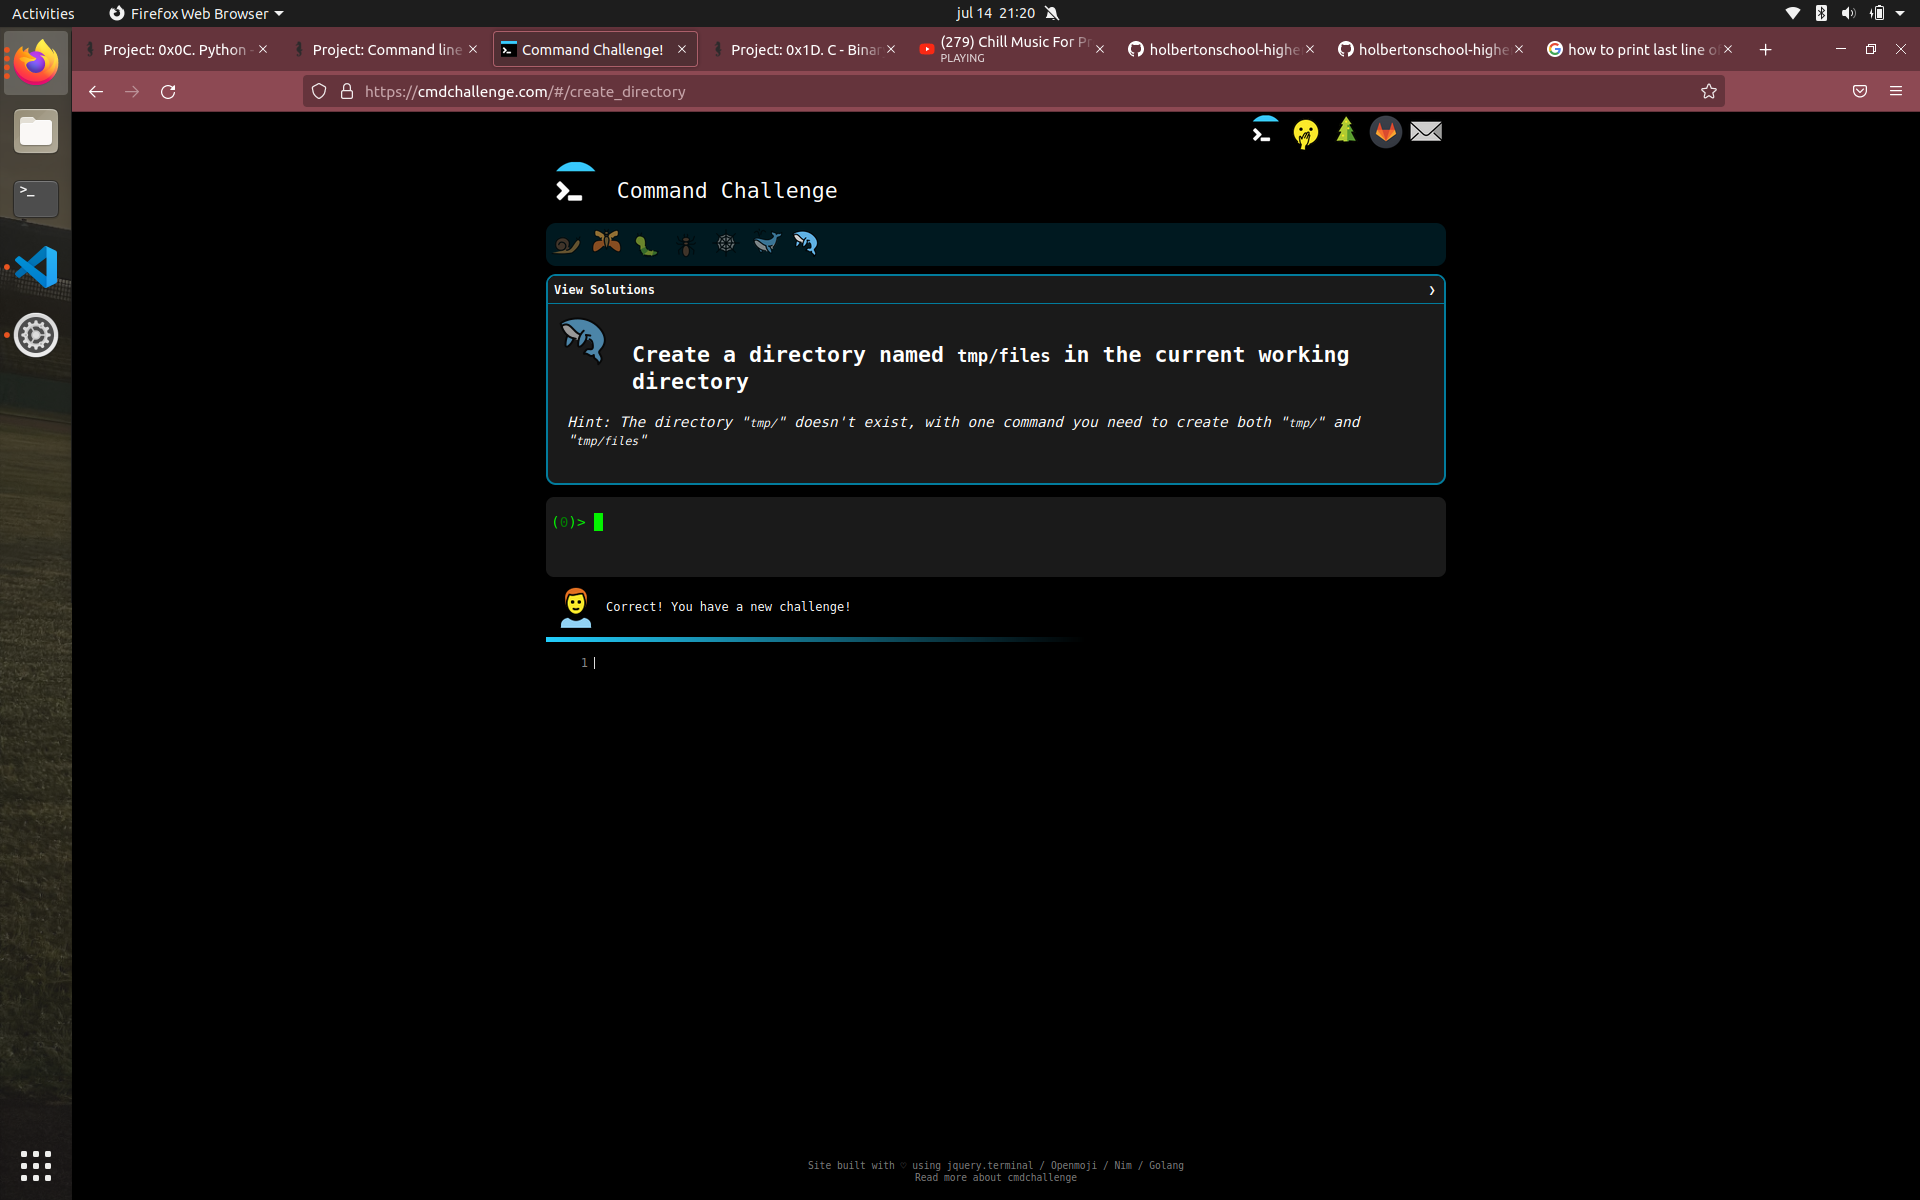 Activities
Firefox Web Browser
jul 14 21:20
Project: 0x0C. Python -
Project: Command line
Command Challenge!
Project: 0x1D. C - Binar
(279) Chill Music For Pr
PLAYING
holbertonschool-highe
holbertonschool-highe
how to print last line of
https://cmdchallenge.com/#/create_directory
Command Challenge
View Solutions
Create a directory named tmp/files in the current working
directory
Hint: The directory "tmp/" doesn't exist, with one command you need to create both "tmp/" and
"tmp/files"
(0)>
Correct! You have a new challenge!
1
Site built with ♡ using jquery.terminal / Openmoji / Nim / Golang
Read more about cmdchallenge